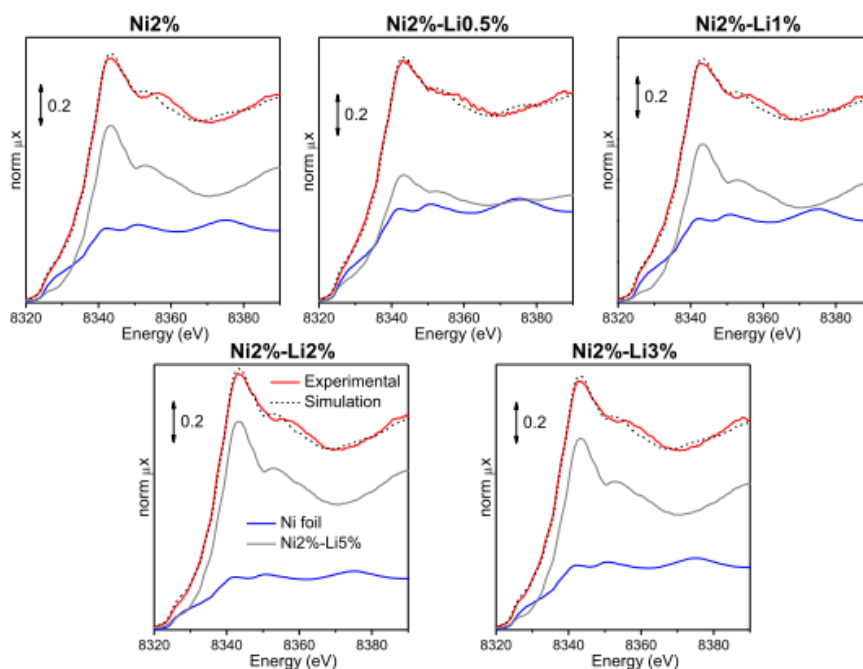 Ni2%
norm μx
0.2
8320 8340 8360 8380
Energy (eV)
Ni2%-Li0.5%
norm μx
0.2
8320 8340 8360 8380
Energy (eV)
Ni2%-Li1%
norm μx
0.2
8320 8340 8360 8380
Energy (eV)
Ni2%-Li2%
norm μx
0.2
Experimental
Simulation
Ni foil
Ni2%-Li5%
8320 8340 8360 8380
Energy (eV)
Ni2%-Li3%
norm μx
0.2
8320 8340 8360 8380
Energy (eV)